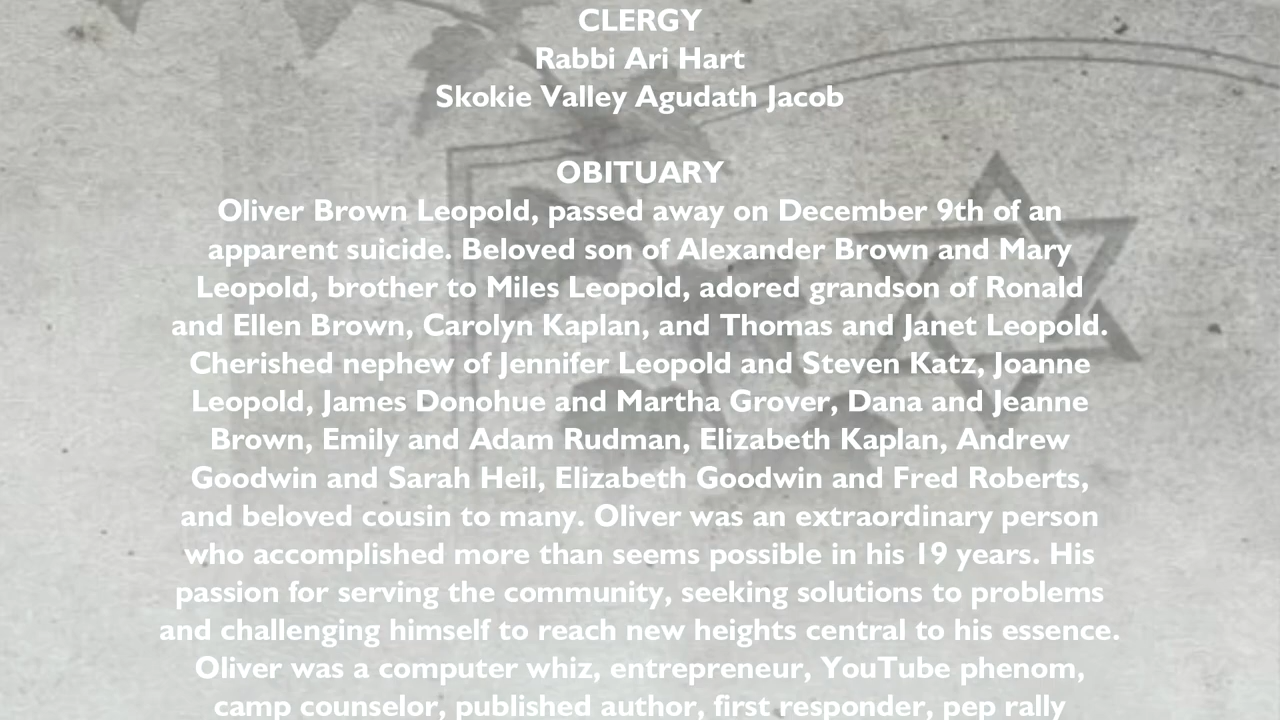 CLERGY
Rabbi Ari Hart
Skokie Valley Agudath Jacob
OBITUARY
Oliver Brown Leopold, passed away on December 9th of an
apparent suicide. Beloved son of Alexander Brown and Mary
Leopold, brother to Miles Leopold, adored grandson of Ronald
and Ellen Brown, Carolyn Kaplan, and Thomas and Janet Leopold.
Cherished nephew of Jennifer Leopold and Steven Katz, Joanne
Leopold, James Donohue and Martha Grover, Dana and Jeanne
Brown, Emily and Adam Rudman, Elizabeth Kaplan, Andrew
Goodwin and Sarah Heil, Elizabeth Goodwin and Fred Roberts,
and beloved cousin to many. Oliver was an extraordinary person
who accomplished more than seems possible in his 19 years. His
passion for serving the community, seeking solutions to problems
and challenging himself to reach new heights central to his essence.
Oliver was a computer whiz, entrepreneur, YouTube phenom,
camp counselor, published author, first responder, pep rally